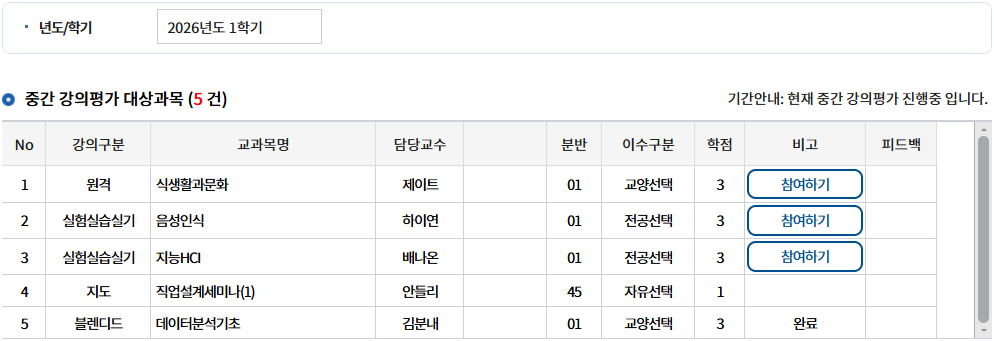 년도/학기 2026년도 1학기
중간 강의평가 대상과목 (5 건) 기간안내: 현재 중간 강의평가 진행중 입니다.
No 강의구분 교과목명 담당교수 분반 이수구분 학점 비고 피드백
1 원격 식생활과문화 제이트 01 교양선택 3 참여하기
2 실험실습실기 음성인식 하이연 01 전공선택 3 참여하기
3 실험실습실기 지능HCI 배나온 01 전공선택 3 참여하기
4 지도 직업설계세미나(1) 안들리 45 자유선택 1
5 블렌디드 데이터분석기초 김분내 01 교양선택 3 완료